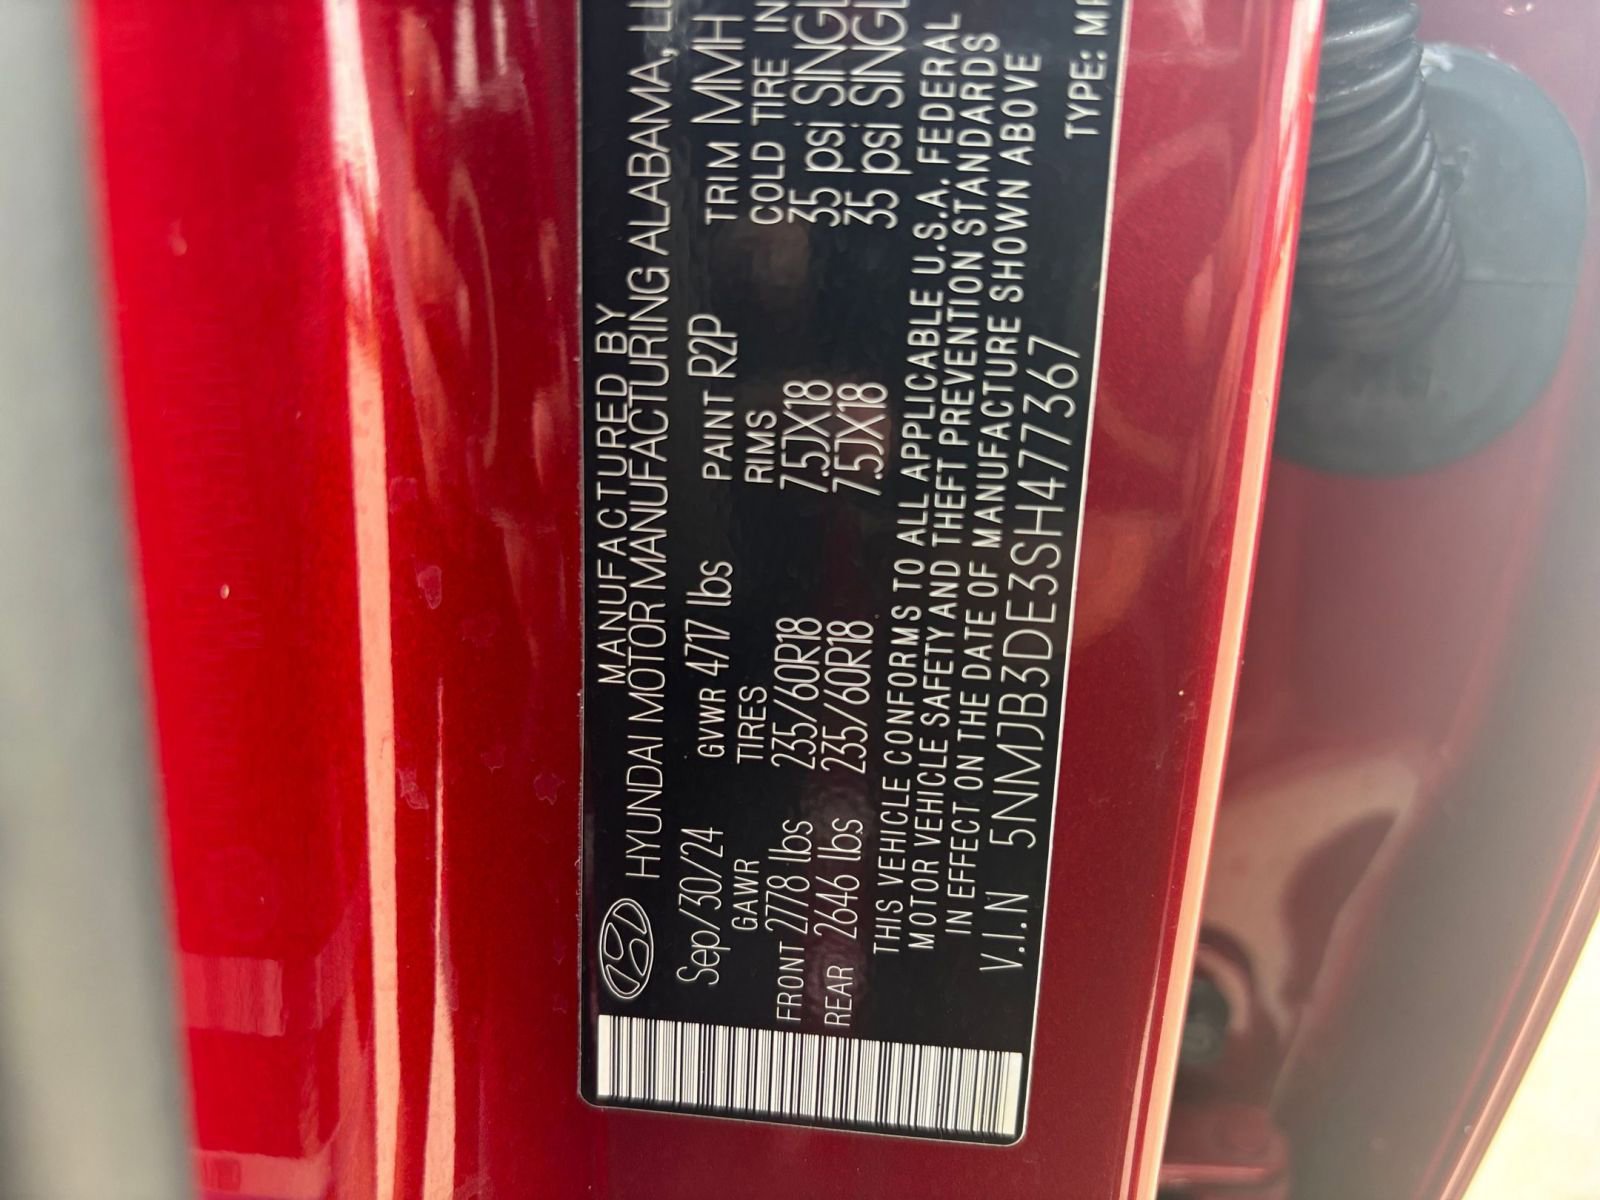 MANUFACTURED BY
HYUNDAI MOTOR MANUFACTURING ALABAMA,
Sep/30/24 GVWR 4717 lbs PAINT R2P TRIM MMH
GAWR TIRES RIMS COLD TIRE IN
FRONT 2778 lbs 235/60R18 7.5JX18 35 psi SINGL
REAR 2646 lbs 235/60R18 7.5JX18 35 psi SINGL
THIS VEHICLE CONFORMS TO ALL APPLICABLE U.S.A. FEDERAL
MOTOR VEHICLE SAFETY AND THEFT PREVENTION STANDARDS
IN EFFECT ON THE DATE OF MANUFACTURE SHOWN ABOVE
V.I.N 5NMJB3DE3SH477367 TYPE: